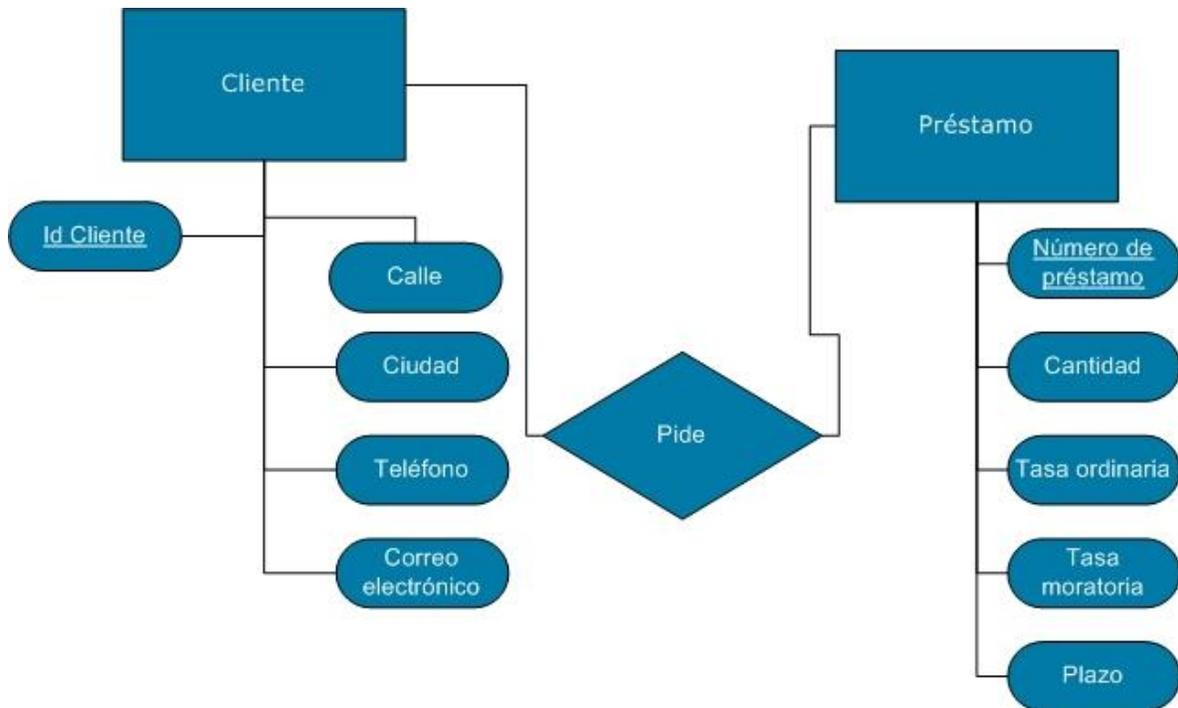 Cliente
Préstamo
Id Cliente
Calle
Ciudad
Teléfono
Correo
electrónico
Pide
Número de
préstamo
Cantidad
Tasa ordinaria
Tasa
moratoria
Plazo